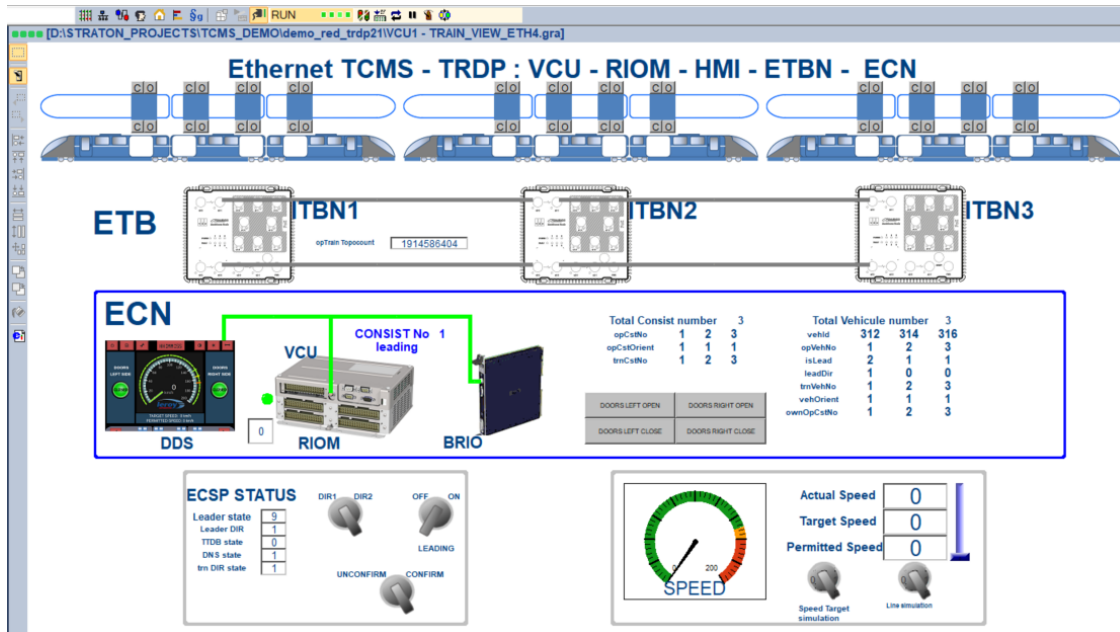 RUN
[D:\STRATON_PROJECTS\TCMS_DEMO\demo_red_trdp21\VCU1 - TRAIN_VIEW_ETH4.gra]
Ethernet TCMS - TRDP : VCU - RIOM - HMI - ETBN - ECN
C O C O C O C O C O C O C O C O C O C O C O C O
C O C O C O C O C O C O C O C O C O C O C O C O
ETB
ITBN1
ITBN2
ITBN3
opTrain Topocount 1914586404
ECN
CONSIST No 1
leading
VCU
DOORS
LEFT SIDE
DOORS
RIGHT SIDE
0
DDS
RIOM
BRIO
Total Consist number 3
opCstNo 1 2 3
opCstOrient 1 1 1
trnCstNo 1 2 3
Total Vehicule number 3
vehId 312 314 316
opVehNo 1 2 3
isLead 2 1 1
leadDir 1 0 0
trnVehNo 1 2 3
vehOrient 1 1 1
ownOpCstNo 1 2 3
DOORS LEFT OPEN
DOORS RIGHT OPEN
DOORS LEFT CLOSE
DOORS RIGHT CLOSE
ECSP STATUS
Leader state 9
Leader DIR 1
TTDB state 0
DNS state 1
trn DIR state 1
DIR1 DIR2
OFF ON
LEADING
UNCONFIRM CONFIRM
0 200
SPEED
Actual Speed 0
Target Speed 0
Permitted Speed 0
Speed Target
simulation
Line simulation